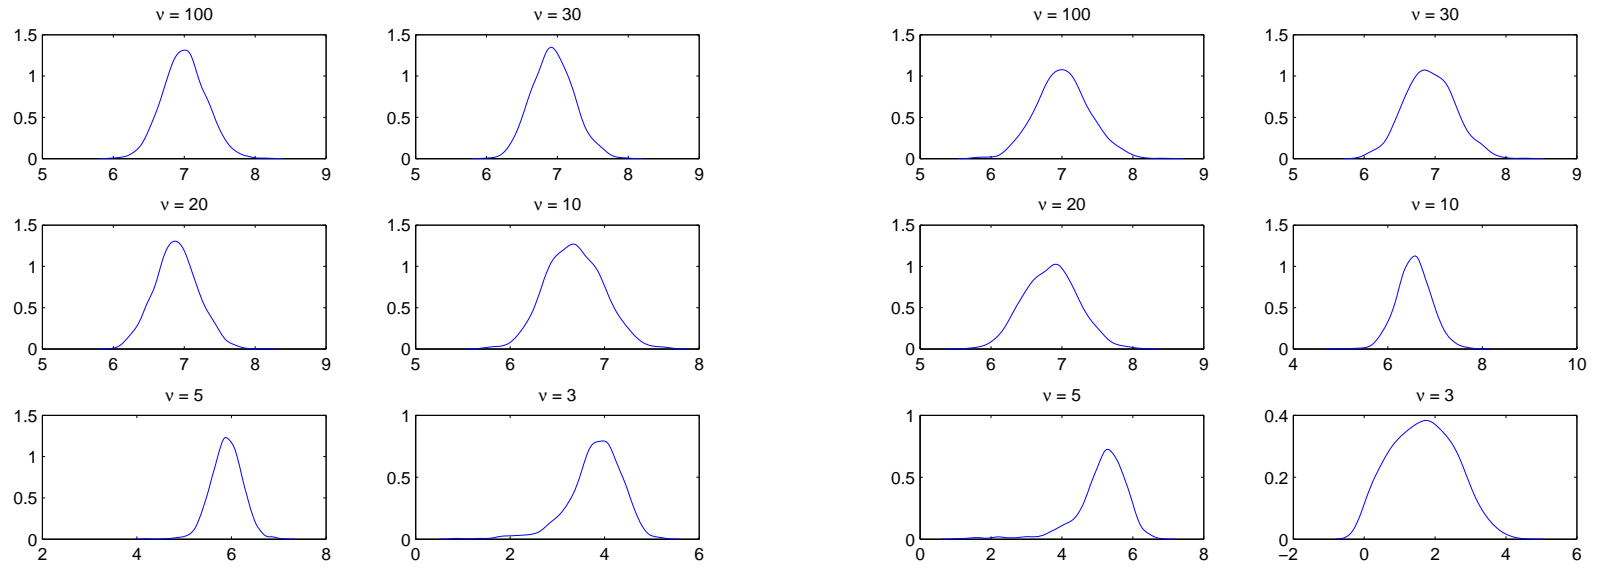 ν = 100 ν = 30 ν = 100 ν = 30
1.5 1.5 1.5 1.5
1 1 1 1
0.5 0.5 0.5 0.5
0 0 0 0
5 6 7 8 9 5 6 7 8 9 5 6 7 8 9 5 6 7 8 9
ν = 20 ν = 10 ν = 20 ν = 10
1.5 1.5 1.5 1.5
1 1 1 1
0.5 0.5 0.5 0.5
0 0 0 0
5 6 7 8 9 5 6 7 8 5 6 7 8 9 4 6 8 10
ν = 5 ν = 3 ν = 5 ν = 3
1.5 1 1 0.4
1
0.5 0.5 0.5 0.2
0 0 0 0
2 4 6 8 0 2 4 6 0 2 4 6 8 −2 0 2 4 6